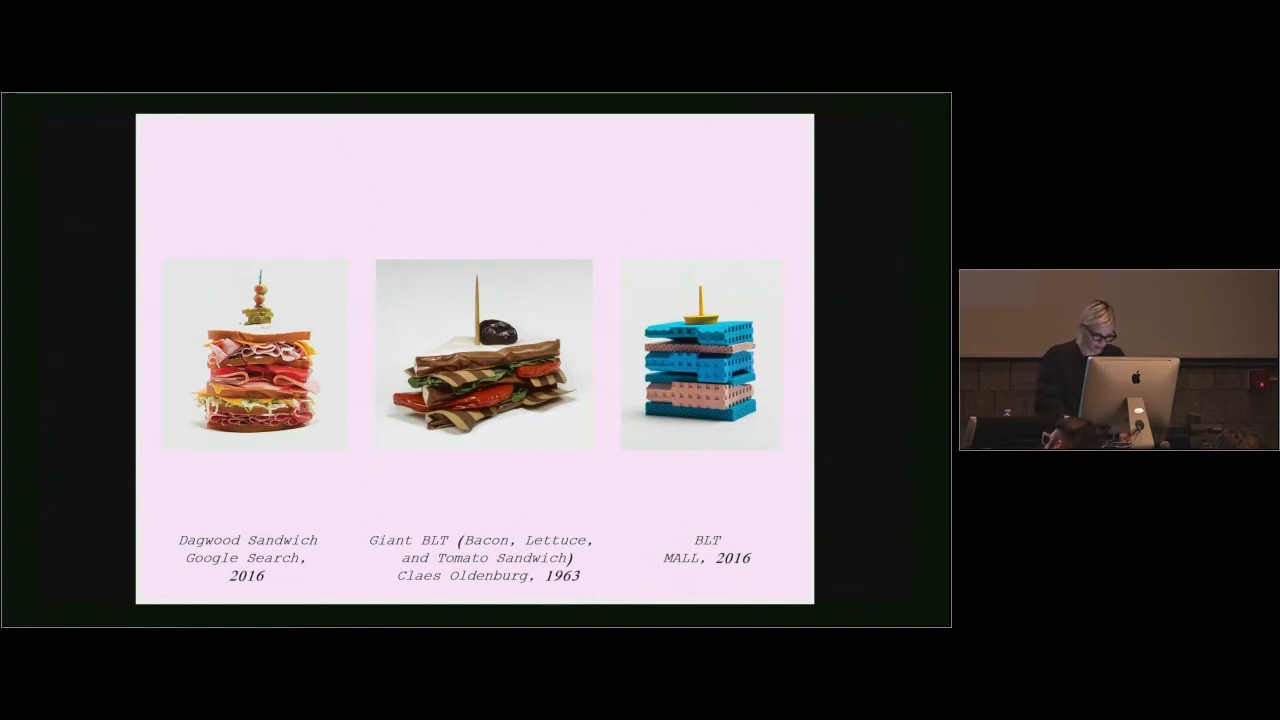 Dagwood Sandwich
Google Search,
2016
Giant BLT (Bacon, Lettuce,
and Tomato Sandwich)
Claes Oldenburg, 1963
BLT
MALL, 2016